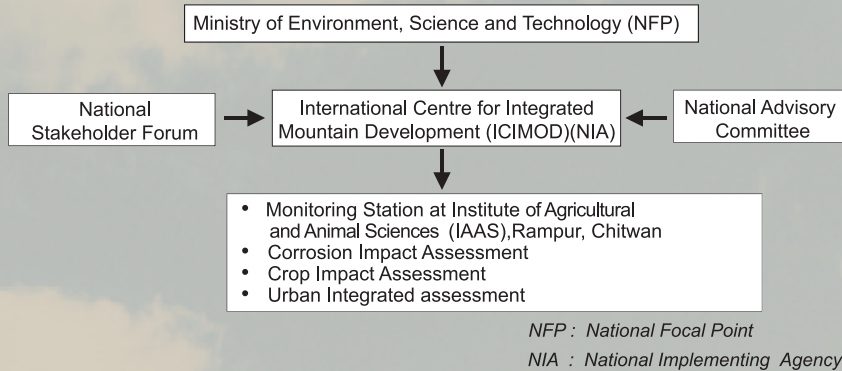 Ministry of Environment, Science and Technology (NFP)
National
Stakeholder Forum
International Centre for Integrated
Mountain Development (ICIMOD)(NIA)
National Advisory
Committee
• Monitoring Station at Institute of Agricultural
and Animal Sciences (IAAS),Rampur, Chitwan
• Corrosion Impact Assessment
• Crop Impact Assessment
• Urban Integrated assessment
NFP : National Focal Point
NIA : National Implementing Agency